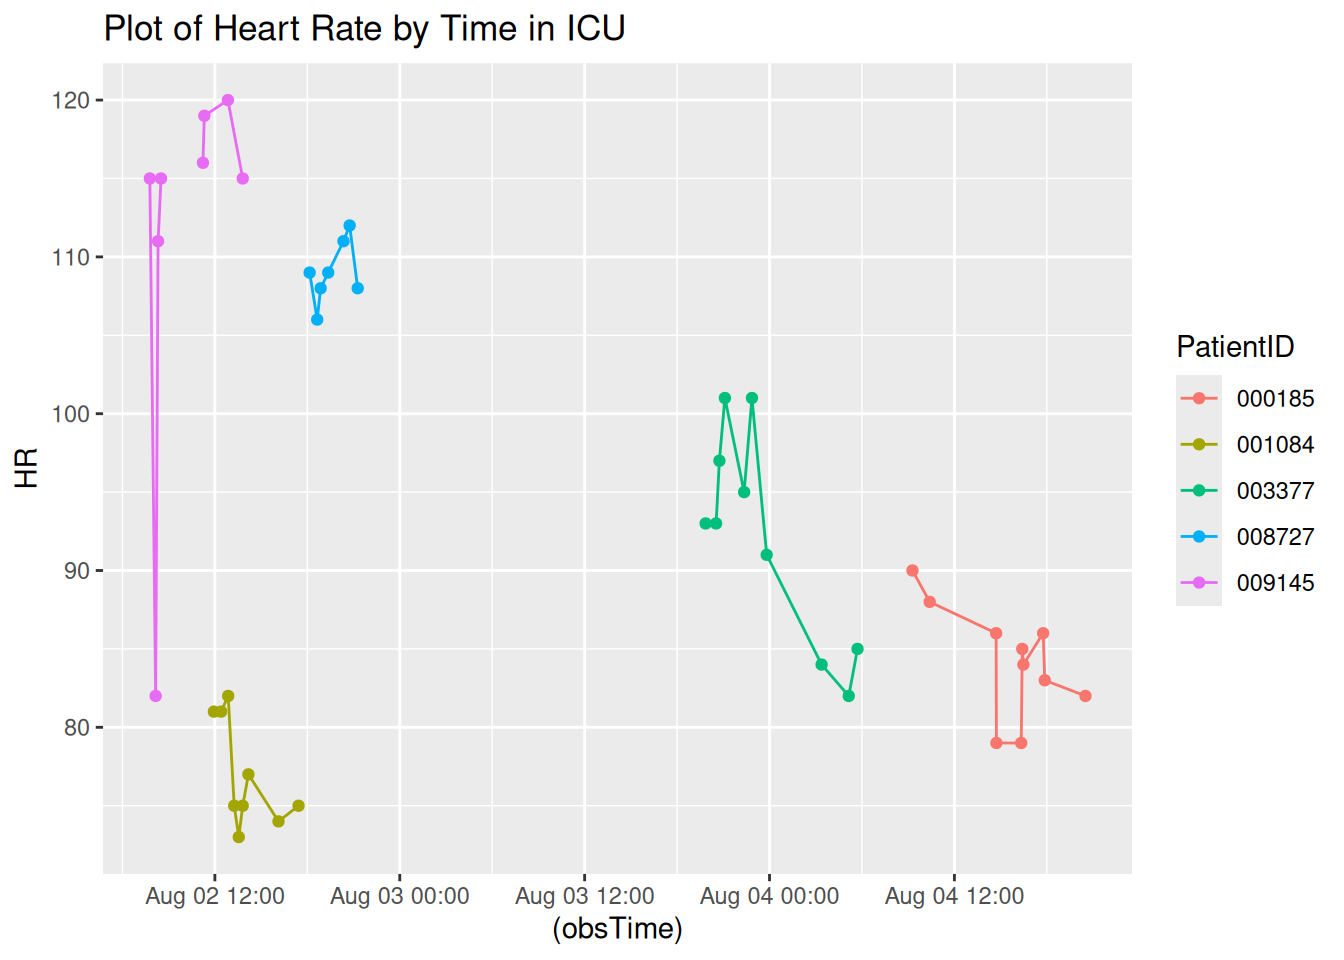 Plot of Heart Rate by Time in ICU
120
110
100
90
80
HR
Aug 02 12:00
Aug 03 00:00
Aug 03 12:00
Aug 04 00:00
Aug 04 12:00
(obsTime)
PatientID
000185
001084
003377
008727
009145